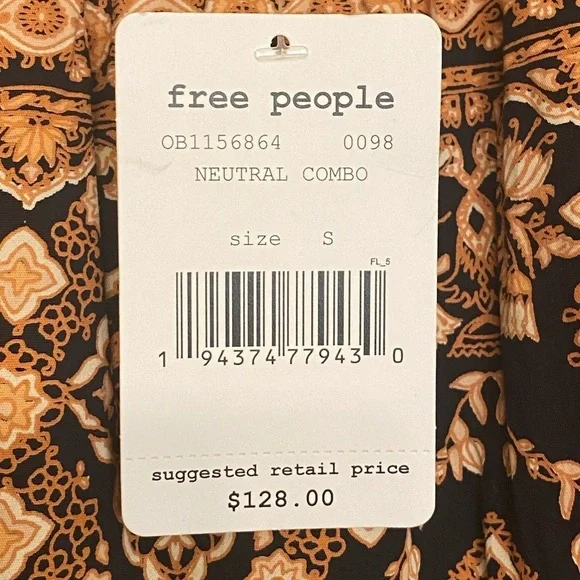 free people
OB1156864 0098
NEUTRAL COMBO
size S
FL_5
1 94374 77943 0
suggested retail price
$128.00